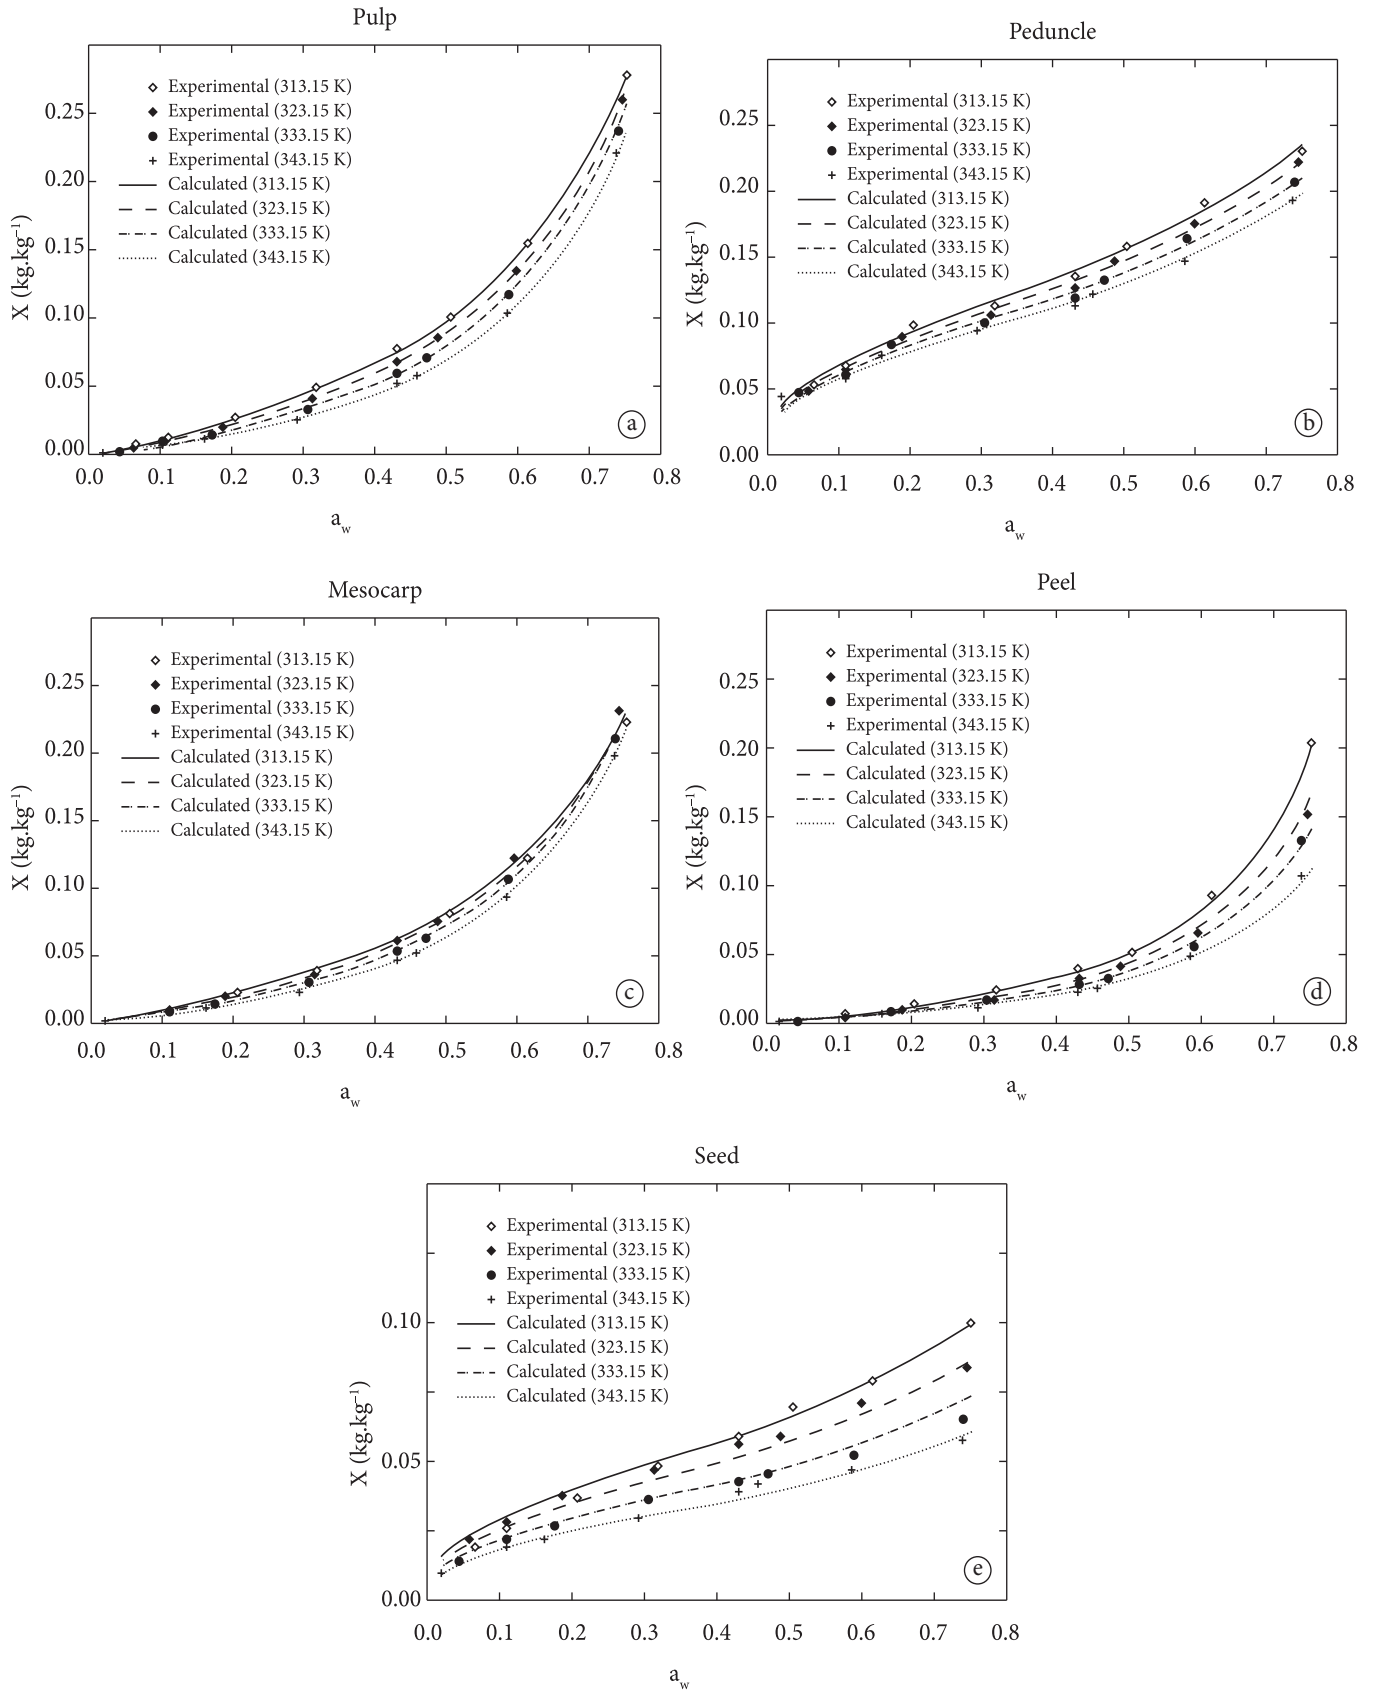 Pulp
Experimental (313.15 K)
Experimental (323.15 K)
Experimental (333.15 K)
Experimental (343.15 K)
Calculated (313.15 K)
Calculated (323.15 K)
Calculated (333.15 K)
Calculated (343.15 K)
0.25
0.20
0.15
0.10
0.05
0.00
X (kg.kg⁻¹)
a
0.0 0.1 0.2 0.3 0.4 0.5 0.6 0.7 0.8
a_w
Peduncle
Experimental (313.15 K)
Experimental (323.15 K)
Experimental (333.15 K)
Experimental (343.15 K)
Calculated (313.15 K)
Calculated (323.15 K)
Calculated (333.15 K)
Calculated (343.15 K)
0.25
0.20
0.15
0.10
0.05
0.00
X (kg.kg⁻¹)
b
0.0 0.1 0.2 0.3 0.4 0.5 0.6 0.7 0.8
a_w
Mesocarp
Experimental (313.15 K)
Experimental (323.15 K)
Experimental (333.15 K)
Experimental (343.15 K)
Calculated (313.15 K)
Calculated (323.15 K)
Calculated (333.15 K)
Calculated (343.15 K)
0.25
0.20
0.15
0.10
0.05
0.00
X (kg.kg⁻¹)
c
0.0 0.1 0.2 0.3 0.4 0.5 0.6 0.7 0.8
a_w
Peel
Experimental (313.15 K)
Experimental (323.15 K)
Experimental (333.15 K)
Experimental (343.15 K)
Calculated (313.15 K)
Calculated (323.15 K)
Calculated (333.15 K)
Calculated (343.15 K)
0.25
0.20
0.15
0.10
0.05
0.00
X (kg.kg⁻¹)
d
0.0 0.1 0.2 0.3 0.4 0.5 0.6 0.7 0.8
a_w
Seed
Experimental (313.15 K)
Experimental (323.15 K)
Experimental (333.15 K)
Experimental (343.15 K)
Calculated (313.15 K)
Calculated (323.15 K)
Calculated (333.15 K)
Calculated (343.15 K)
0.10
0.05
0.00
X (kg.kg⁻¹)
e
0.0 0.1 0.2 0.3 0.4 0.5 0.6 0.7 0.8
a_w